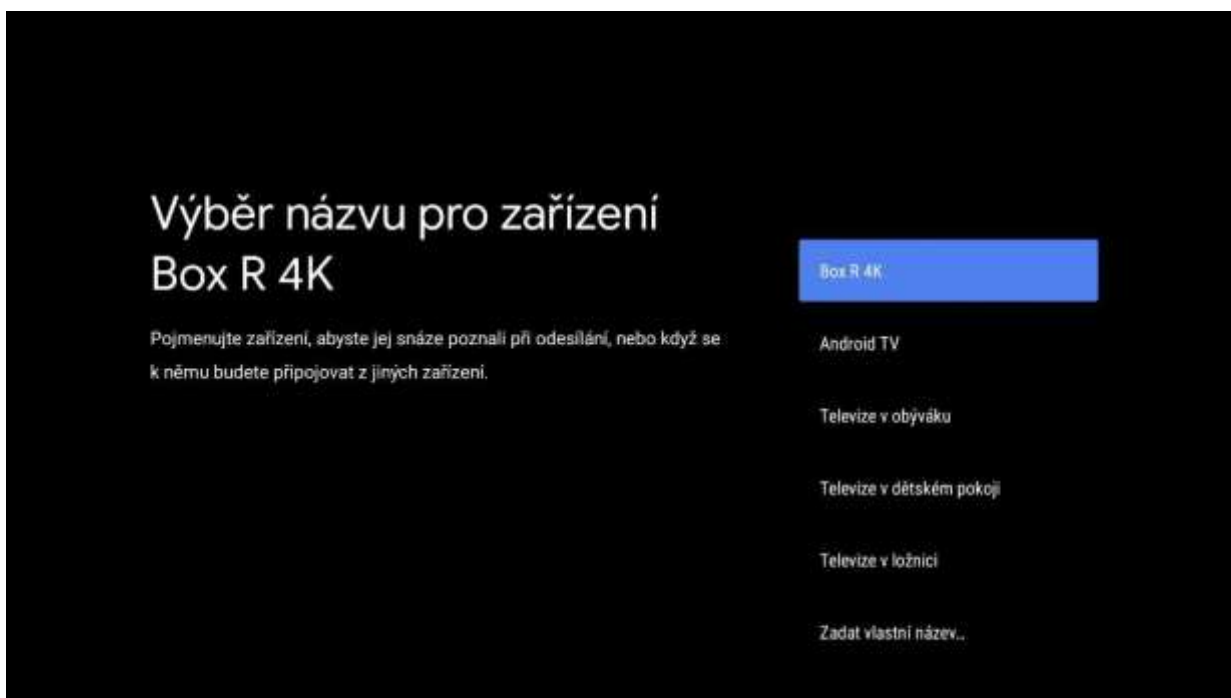 Výběr názvu pro zařízení
Box R 4K
Pojmenujte zařízení, abyste jej snáze poznali při odesílání, nebo když se
k němu budete připojovat z jiných zařízení.
Box R 4K
Android TV
Televize v obýváku
Televize v dětském pokoji
Televize v ložnici
Zadat vlastní název..